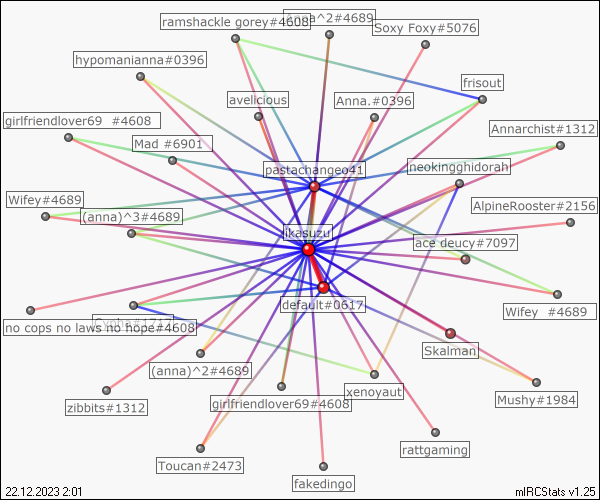 ramshackle gorey#4608
Anna^2#4689
Soxy Foxy#5076
hypomanianna#0396
frisout
avelicious
Anna.#0396
girlfriendlover69 #4608
Annarchist#1312
Mad #6901
pastachangeo41
neokingghidorah
Wifey#4689
AlpineRooster#2156
(anna)^3#4689
ikasuzu
ace deucy#7097
default#0617
Wifey #4689
no cops no laws no hope#4608
Skalman
(anna)^2#4689
xenoyaut
Mushy#1984
zibbits#1312
girlfriendlover69#4608
rattgaming
Toucan#2473
fakedingo
22.12.2023 2:01
mIRCStats v1.25